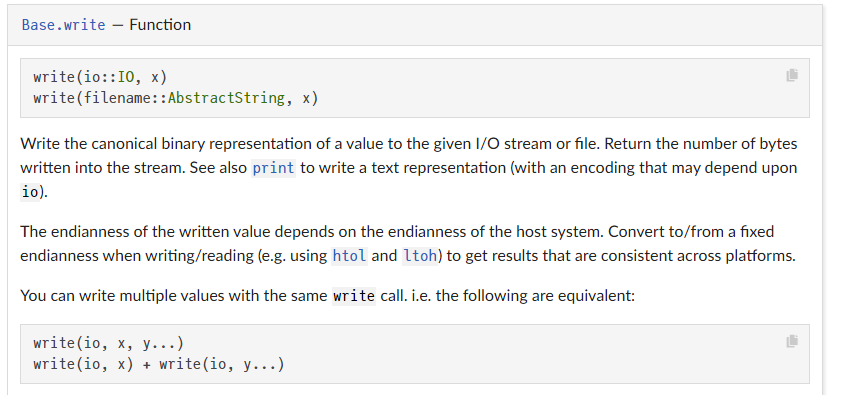 Base.write — Function
write(io::IO, x)
write(filename::AbstractString, x)
Write the canonical binary representation of a value to the given I/O stream or file. Return the number of bytes
written into the stream. See also print to write a text representation (with an encoding that may depend upon
io).
The endianness of the written value depends on the endianness of the host system. Convert to/from a fixed
endianness when writing/reading (e.g. using htol and ltoh) to get results that are consistent across platforms.
You can write multiple values with the same write call. i.e. the following are equivalent:
write(io, x, y...)
write(io, x) + write(io, y...)